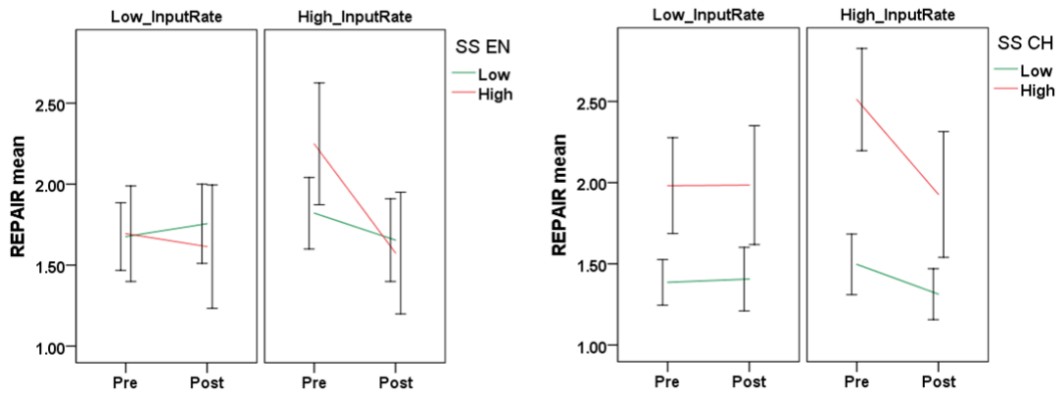 Low_InputRate
High_InputRate
SS EN
Low
High
REPAIR mean
2.50
2.00
1.50
1.00
Pre
Post
Pre
Post
Low_InputRate
High_InputRate
SS CH
Low
High
REPAIR mean
2.50
2.00
1.50
1.00
Pre
Post
Pre
Post